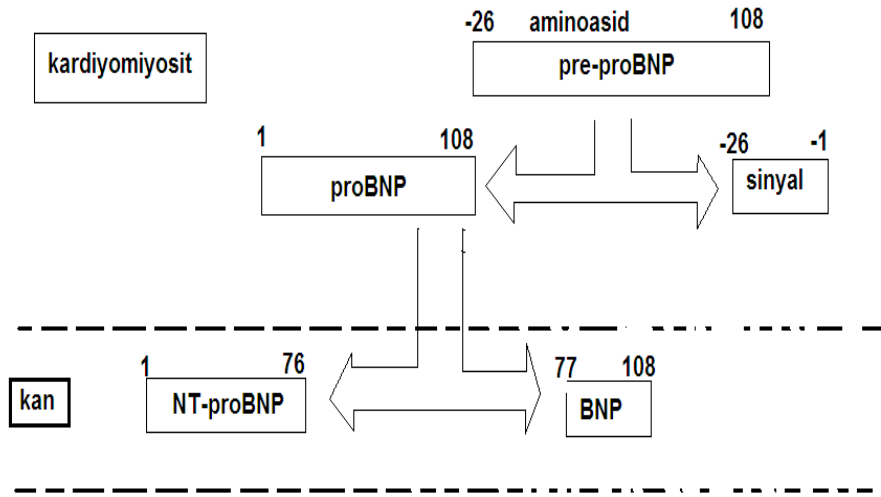 -26 aminoasid 108
kardiyomiyosit
pre-proBNP
1 108
-26 -1
proBNP
sinyal
1 76
77 108
kan
NT-proBNP
BNP